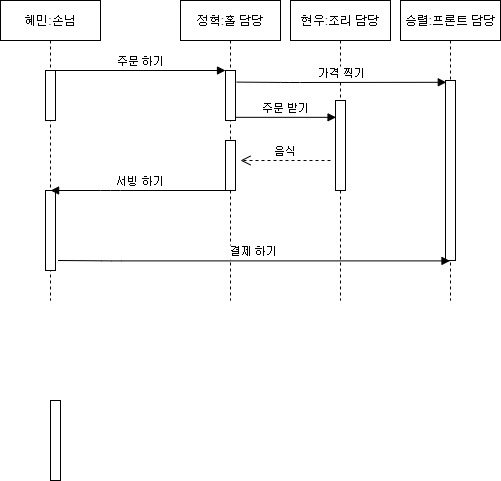 혜민:손님
정혁:홀 담당
현우:조리 담당
승렬:프론트 담당
주문 하기
가격 찍기
주문 받기
음식
서빙 하기
결제 하기